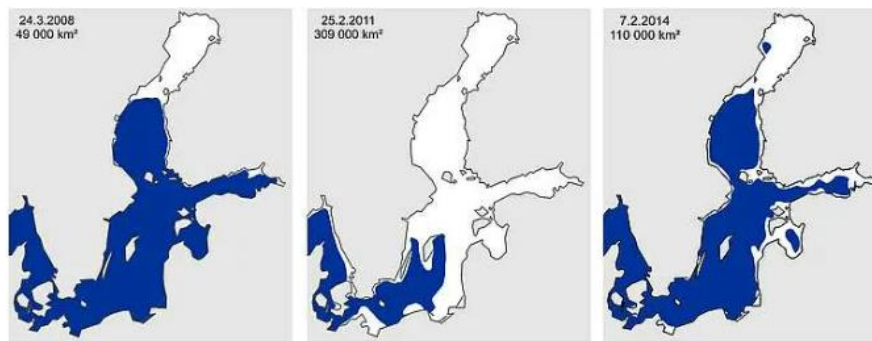 24.3.2008
49 000 km²
25.2.2011
309 000 km²
7.2.2014
110 000 km²